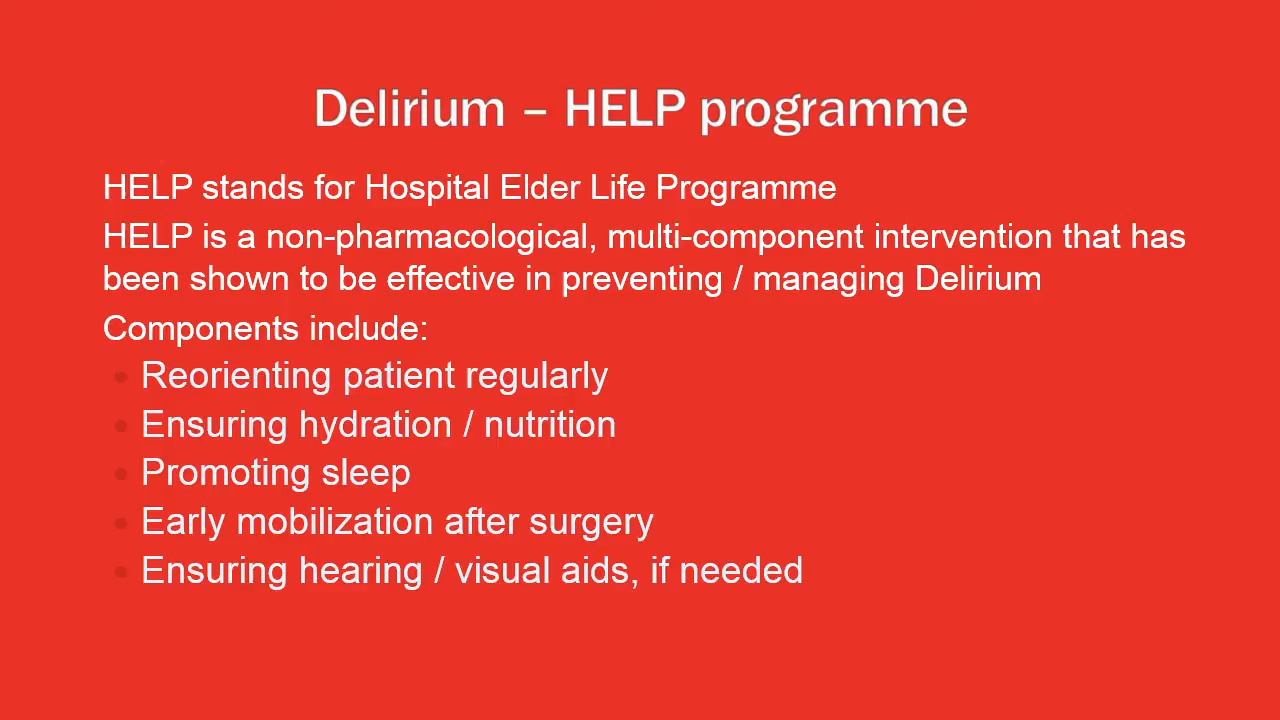 Delirium – HELP programme
HELP stands for Hospital Elder Life Programme
HELP is a non-pharmacological, multi-component intervention that has
been shown to be effective in preventing / managing Delirium
Components include:
• Reorienting patient regularly
• Ensuring hydration / nutrition
• Promoting sleep
• Early mobilization after surgery
• Ensuring hearing / visual aids, if needed